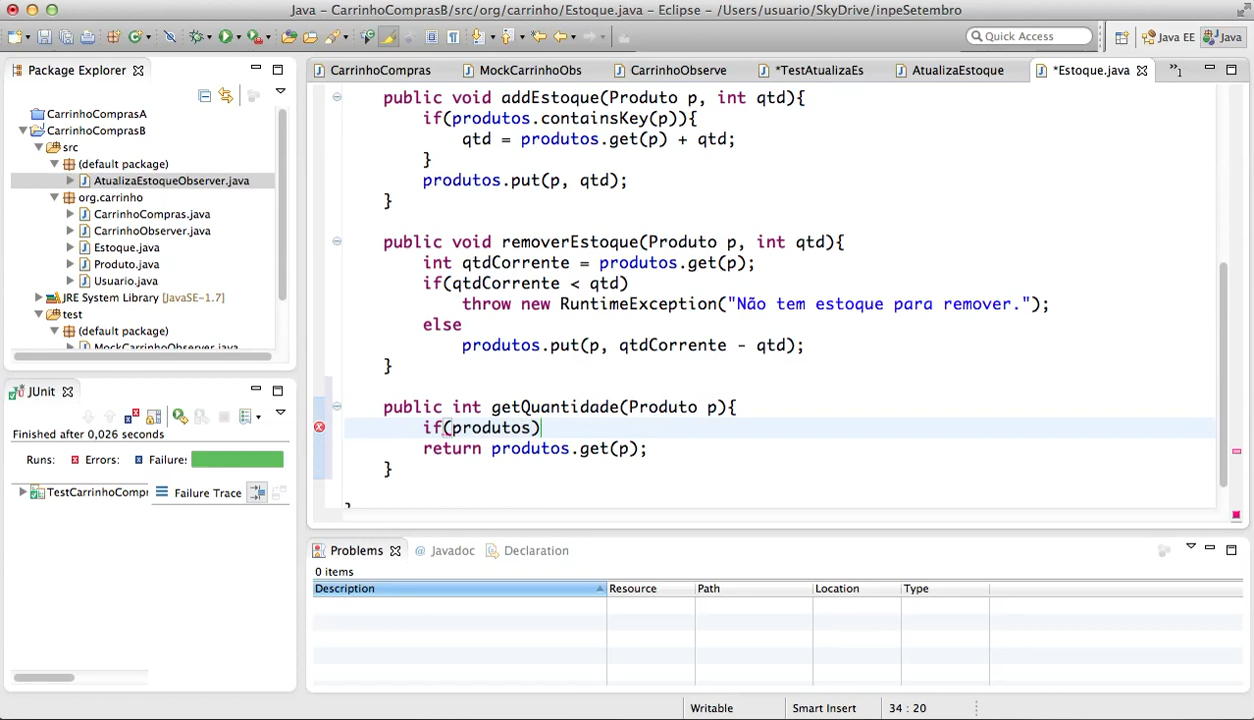 Java - CarrinhoComprasB/src/org/carrinho/Estoque.java - Eclipse - /Users/usuario/SkyDrive/inpeSetembro
Quick Access
Java EE
Java
Package Explorer
CarrinhoCompras
MockCarrinhoObs
CarrinhoObserve
*TestAtualizaEs
AtualizaEstoque
*Estoque.java
»1
CarrinhoComprasA
CarrinhoComprasB
src
(default package)
AtualizaEstoqueObserver.java
org.carrinho
CarrinhoCompras.java
CarrinhoObserver.java
Estoque.java
Produto.java
Usuario.java
JRE System Library [JavaSE-1.7]
test
(default package)
MockCarrinhoObserver.java
public void addEstoque(Produto p, int qtd){
if(produtos.containsKey(p)){
qtd = produtos.get(p) + qtd;
}
produtos.put(p, qtd);
}
public void removerEstoque(Produto p, int qtd){
int qtdCorrente = produtos.get(p);
if(qtdCorrente < qtd)
throw new RuntimeException("Não tem estoque para remover.");
else
produtos.put(p, qtdCorrente - qtd);
}
public int getQuantidade(Produto p){
if(produtos)
return produtos.get(p);
}
}
JUnit
Finished after 0,026 seconds
Runs:
Errors:
Failure:
TestCarrinhoCompr
Failure Trace
Problems
@ Javadoc
Declaration
0 items
Description
Resource
Path
Location
Type
Writable
Smart Insert
34 : 20